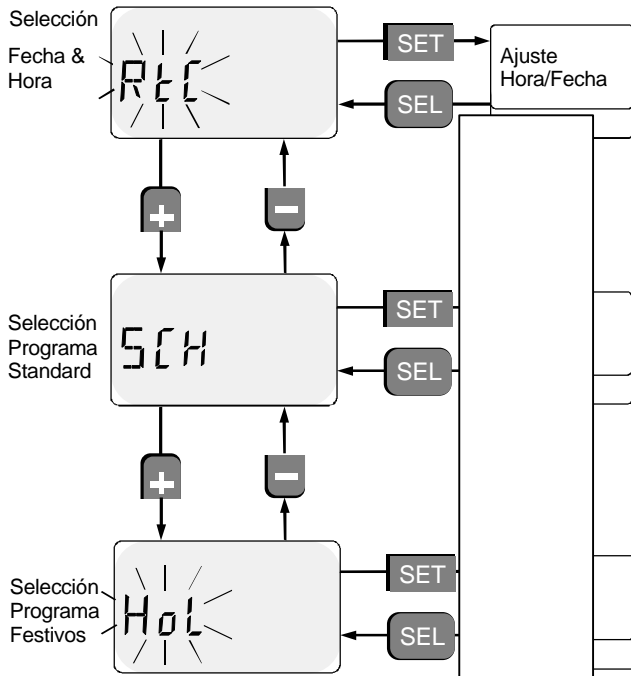 Selección
Fecha &
Hora
RtC
SET
SEL
Ajuste
Hora/Fecha
+
-
Selección
Programa
Standard
SCH
SET
SEL
+
-
Selección
Programa
Festivos
HoL
SET
SEL